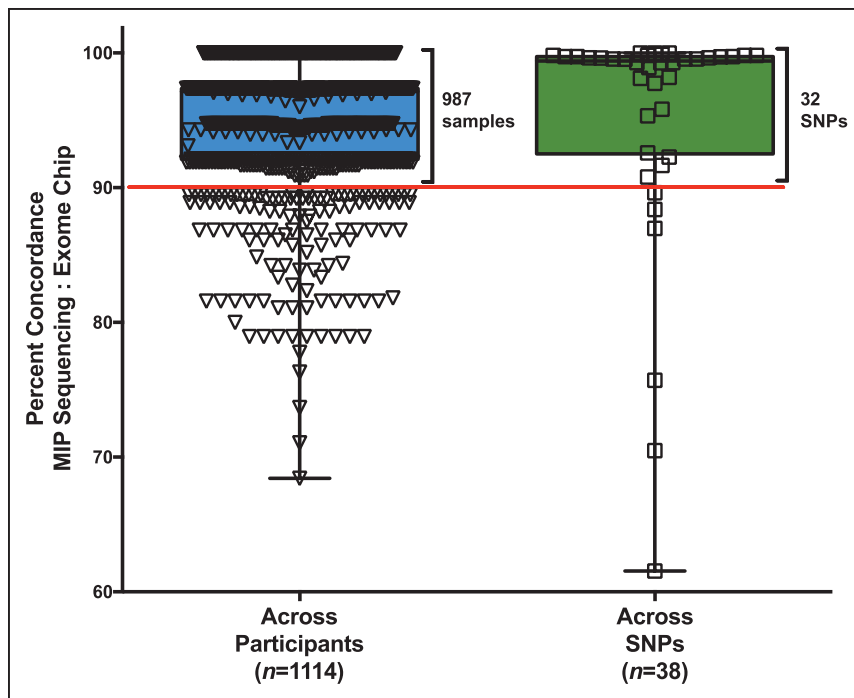 Percent Concordance
MIP Sequencing : Exome Chip
100
90
80
70
60
987
samples
32
SNPs
Across
Participants
(n=1114)
Across
SNPs
(n=38)